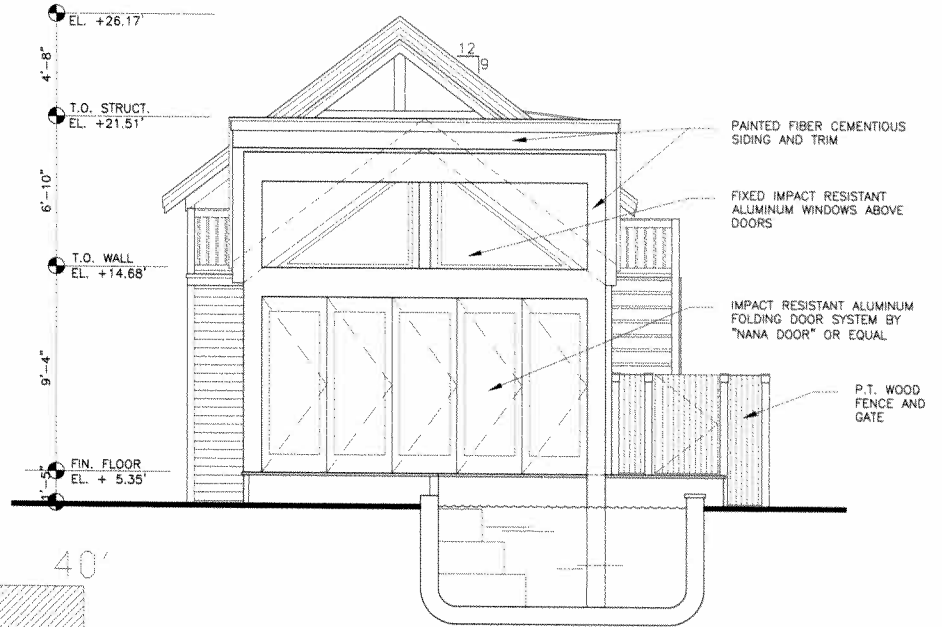 EL. +26.17'
4'-8"
12
9
T.O. STRUCT.
EL. +21.51'
6'-10"
T.O. WALL
EL. +14.68'
9'-4"
FIN. FLOOR
EL. + 5.35'
1'-5"
PAINTED FIBER CEMENTIOUS
SIDING AND TRIM
FIXED IMPACT RESISTANT
ALUMINUM WINDOWS ABOVE
DOORS
IMPACT RESISTANT ALUMINUM
FOLDING DOOR SYSTEM BY
"NANA DOOR" OR EQUAL
P.T. WOOD
FENCE AND
GATE
40'